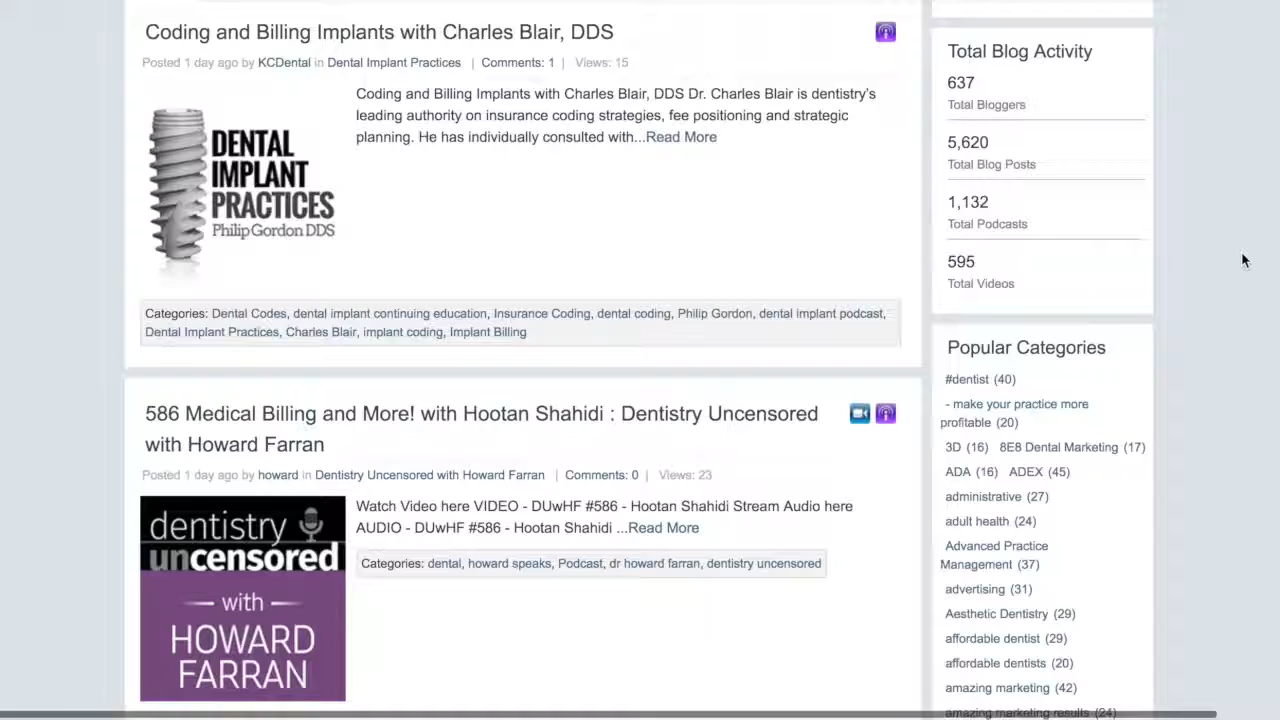 Coding and Billing Implants with Charles Blair, DDS
Posted 1 day ago by KCDental in Dental Implant Practices | Comments: 1 | Views: 15
Coding and Billing Implants with Charles Blair, DDS Dr. Charles Blair is dentistry's
leading authority on insurance coding strategies, fee positioning and strategic
planning. He has individually consulted with...Read More
DENTAL
IMPLANT
PRACTICES
Philip Gordon DDS
Categories: Dental Codes, dental implant continuing education, Insurance Coding, dental coding, Philip Gordon, dental implant podcast,
Dental Implant Practices, Charles Blair, implant coding, Implant Billing
586 Medical Billing and More! with Hootan Shahidi : Dentistry Uncensored
with Howard Farran
Posted 1 day ago by howard in Dentistry Uncensored with Howard Farran | Comments: 0 | Views: 23
Watch Video here VIDEO - DUwHF #586 - Hootan Shahidi Stream Audio here
AUDIO - DUwHF #586 - Hootan Shahidi ...Read More
Categories: dental, howard speaks, Podcast, dr howard farran, dentistry uncensored
dentistry
uncensored
with
HOWARD
FARRAN
Total Blog Activity
637
Total Bloggers
5,620
Total Blog Posts
1,132
Total Podcasts
595
Total Videos
Popular Categories
#dentist (40)
- make your practice more
profitable (20)
3D (16) 8E8 Dental Marketing (17)
ADA (16) ADEX (45)
administrative (27)
adult health (24)
Advanced Practice
Management (37)
advertising (31)
Aesthetic Dentistry (29)
affordable dentist (29)
affordable dentists (20)
amazing marketing (42)
amazing marketing results (24)